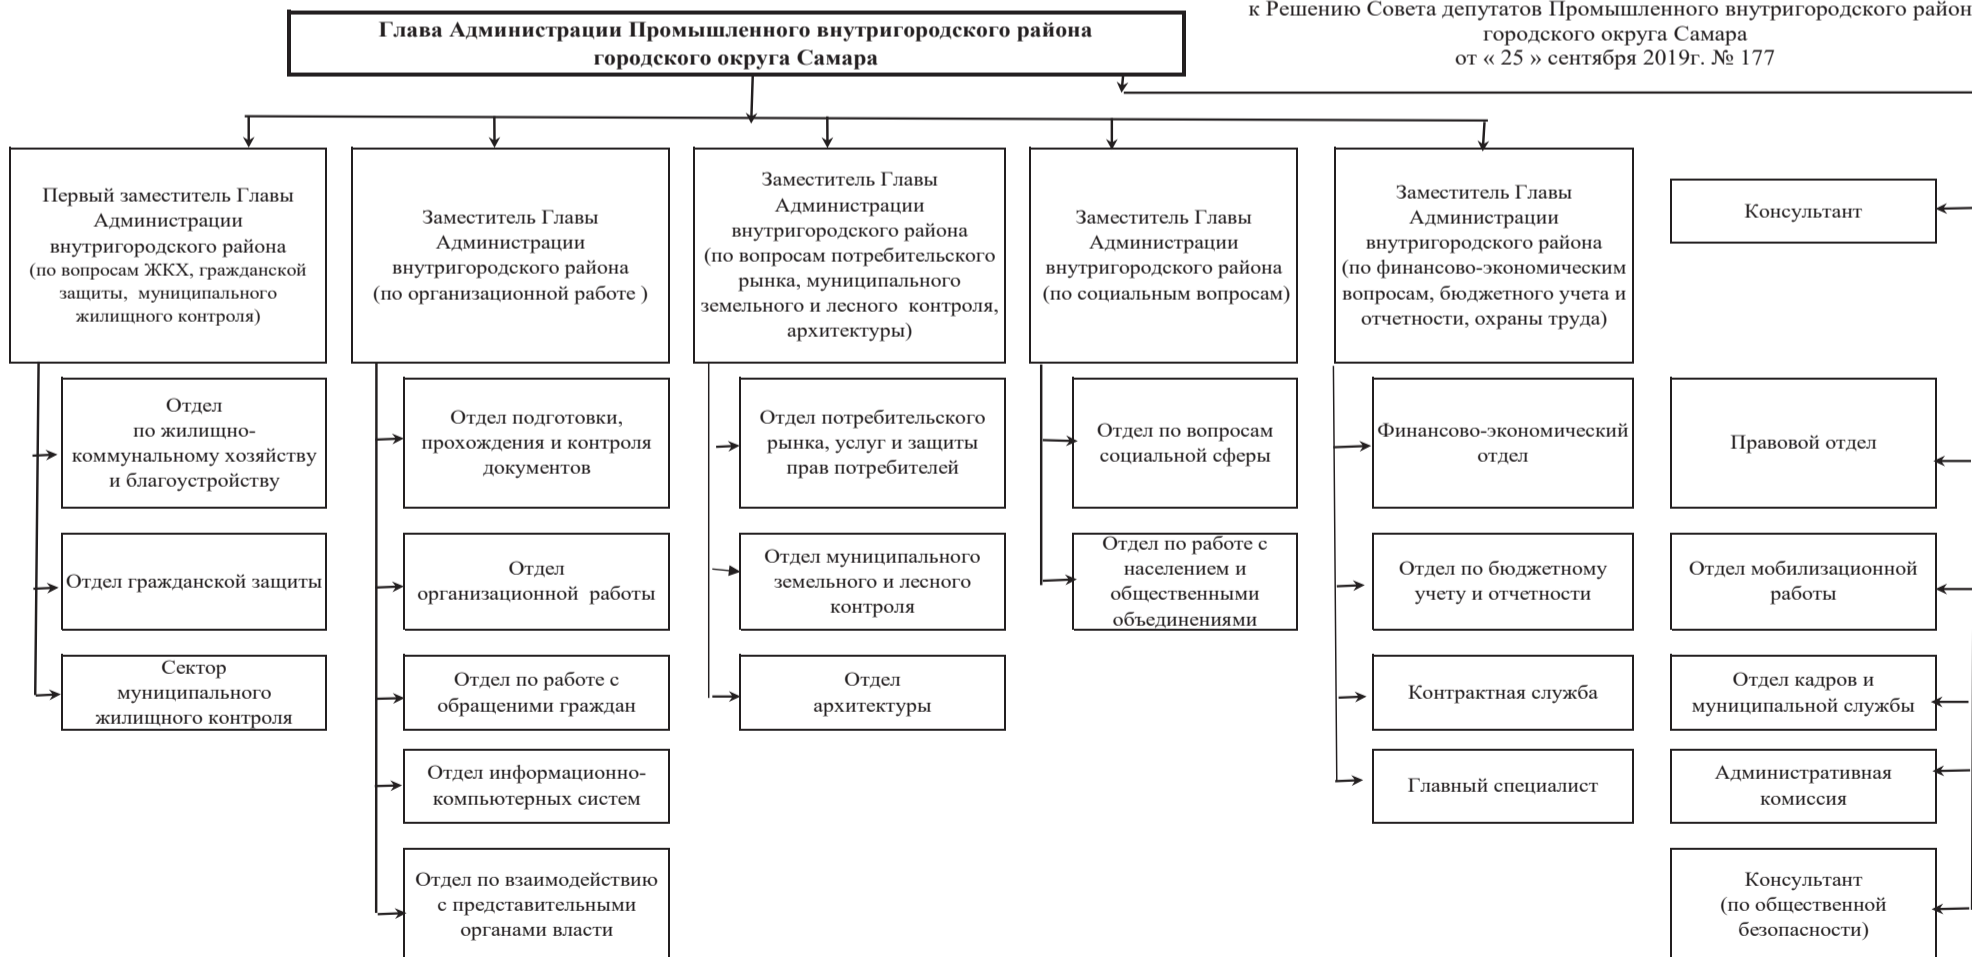 к Решению Совета депутатов Промышленного внутригородского район
городского округа Самара
от « 25 » сентября 2019г. № 177
Глава Администрации Промышленного внутригородского района
городского округа Самара
Первый заместитель Главы
Администрации
внутригородского района
(по вопросам ЖКХ, гражданской
защиты, муниципального
жилищного контроля)
Заместитель Главы
Администрации
внутригородского района
(по организационной работе )
Заместитель Главы
Администрации
внутригородского района
(по вопросам потребительского
рынка, муниципального
земельного и лесного контроля,
архитектуры)
Заместитель Главы
Администрации
внутригородского района
(по социальным вопросам)
Заместитель Главы
Администрации
внутригородского района
(по финансово-экономическим
вопросам, бюджетного учета и
отчетности, охраны труда)
Консультант
Отдел
по жилищно-
коммунальному хозяйству
и благоустройству
Отдел подготовки,
прохождения и контроля
документов
Отдел потребительского
рынка, услуг и защиты
прав потребителей
Отдел по вопросам
социальной сферы
Финансово-экономический
отдел
Правовой отдел
Отдел гражданской защиты
Отдел
организационной работы
Отдел муниципального
земельного и лесного
контроля
Отдел по работе с
населением и
общественными
объединениями
Отдел по бюджетному
учету и отчетности
Отдел мобилизационной
работы
Сектор
муниципального
жилищного контроля
Отдел по работе с
обращениями граждан
Отдел
архитектуры
Контрактная служба
Отдел кадров и
муниципальной службы
Отдел информационно-
компьютерных систем
Главный специалист
Административная
комиссия
Отдел по взаимодействию
с представительными
органами власти
Консультант
(по общественной
безопасности)